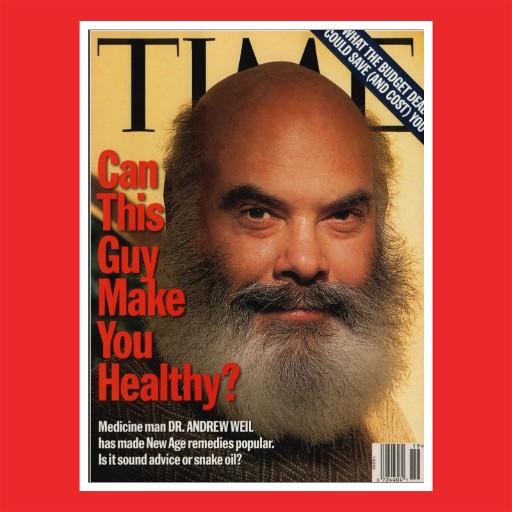 TIME
WHAT THE BUDGET DEAL
COULD SAVE (AND COST) YOU
Can
This
Guy
Make
You
Healthy?
Medicine man DR. ANDREW WEIL
has made New Age remedies popular.
Is it sound advice or snake oil?